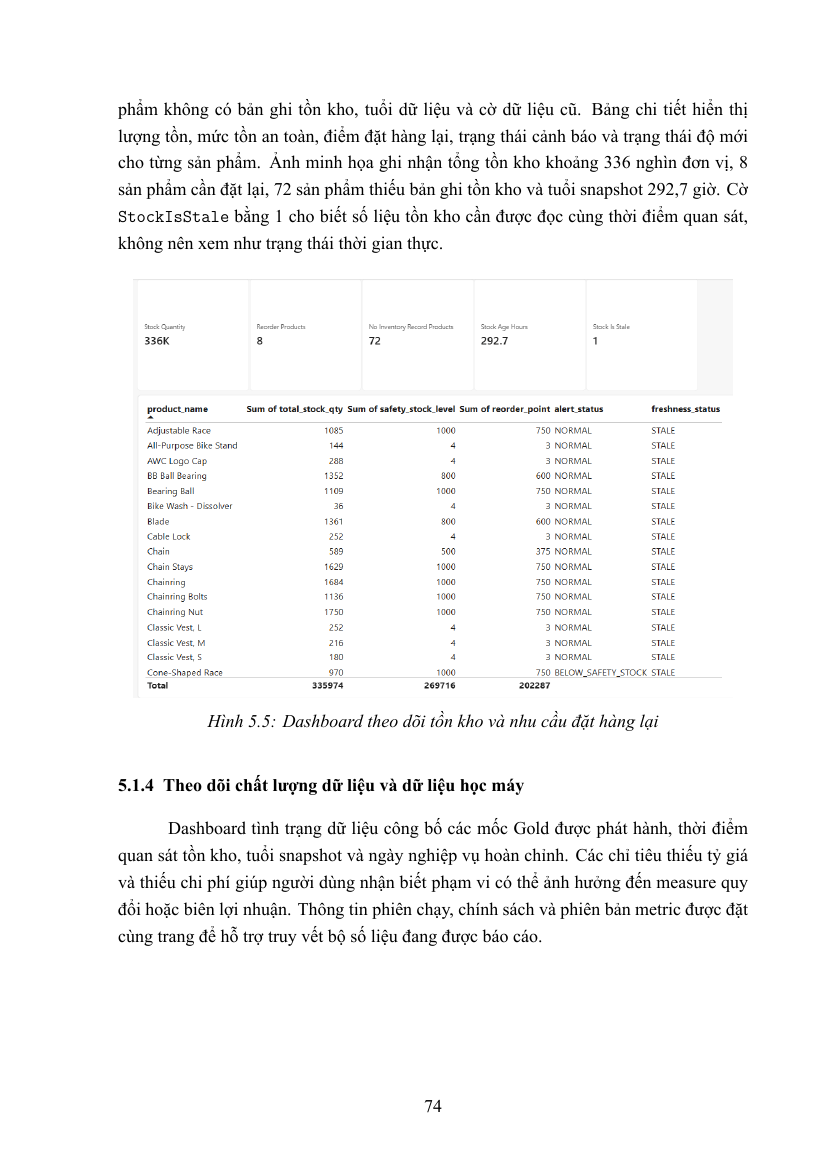 phẩm không có bản ghi tồn kho, tuổi dữ liệu và cờ dữ liệu cũ. Bảng chi tiết hiển thị
lượng tồn, mức tồn an toàn, điểm đặt hàng lại, trạng thái cảnh báo và trạng thái độ mới
cho từng sản phẩm. Ảnh minh họa ghi nhận tổng tồn kho khoảng 336 nghìn đơn vị, 8
sản phẩm cần đặt lại, 72 sản phẩm thiếu bản ghi tồn kho và tuổi snapshot 292,7 giờ. Cờ
StockIsStale bằng 1 cho biết số liệu tồn kho cần được đọc cùng thời điểm quan sát,
không nên xem như trạng thái thời gian thực.
Stock Quantity Reorder Products No Inventory Record Products Stock Age Hours Stock Is Stale
336K 8 72 292.7 1
product_name Sum of total_stock_qty Sum of safety_stock_level Sum of reorder_point alert_status freshness_status
Adjustable Race 1085 1000 750 NORMAL STALE
All-Purpose Bike Stand 144 4 3 NORMAL STALE
AWC Logo Cap 288 4 3 NORMAL STALE
BB Ball Bearing 1352 800 600 NORMAL STALE
Bearing Ball 1109 1000 750 NORMAL STALE
Bike Wash - Dissolver 36 4 3 NORMAL STALE
Blade 1361 800 600 NORMAL STALE
Cable Lock 252 4 3 NORMAL STALE
Chain 589 500 375 NORMAL STALE
Chain Stays 1629 1000 750 NORMAL STALE
Chainring 1684 1000 750 NORMAL STALE
Chainring Bolts 1136 1000 750 NORMAL STALE
Chainring Nut 1750 1000 750 NORMAL STALE
Classic Vest, L 252 4 3 NORMAL STALE
Classic Vest, M 216 4 3 NORMAL STALE
Classic Vest, S 180 4 3 NORMAL STALE
Cone-Shaped Race 970 1000 750 BELOW_SAFETY_STOCK STALE
Total 335974 269716 202287
Hình 5.5: Dashboard theo dõi tồn kho và nhu cầu đặt hàng lại
5.1.4 Theo dõi chất lượng dữ liệu và dữ liệu học máy
Dashboard tình trạng dữ liệu công bố các mốc Gold được phát hành, thời điểm
quan sát tồn kho, tuổi snapshot và ngày nghiệp vụ hoàn chỉnh. Các chỉ tiêu thiếu tỷ giá
và thiếu chi phí giúp người dùng nhận biết phạm vi có thể ảnh hưởng đến measure quy
đổi hoặc biên lợi nhuận. Thông tin phiên chạy, chính sách và phiên bản metric được đặt
cùng trang để hỗ trợ truy vết bộ số liệu đang được báo cáo.
74